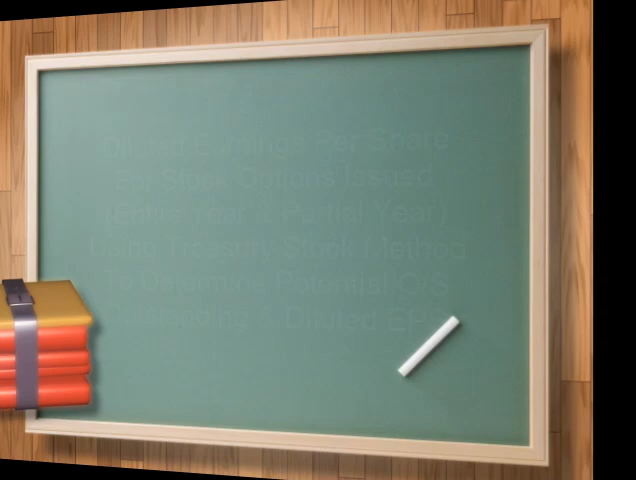 Diluted Earnings Per Share
For Stock Options Issued
(Entire Year & Partial Year)
Using Treasury Stock Method
To Determine Potential O/S
Outstanding Diluted EPS